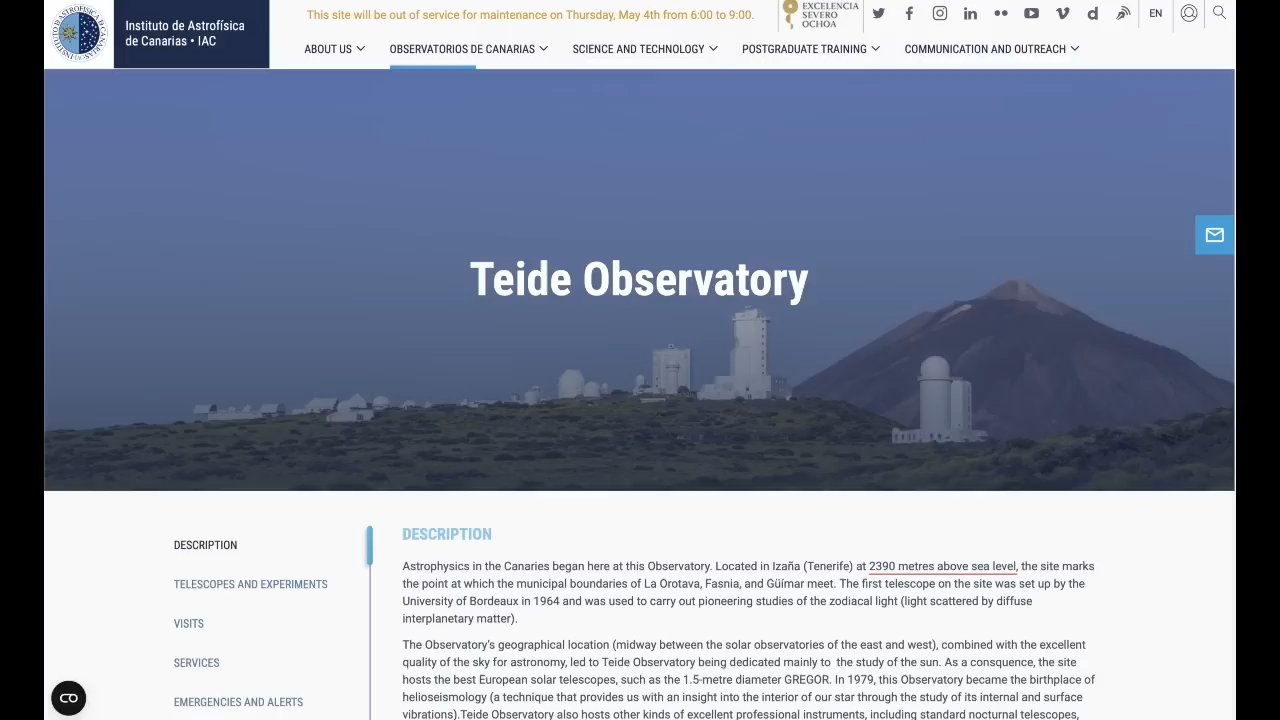 Instituto de Astrofísica
de Canarias • IAC
This site will be out of service for maintenance on Thursday, May 4th from 6:00 to 9:00.
EXCELENCIA
SEVERO
OCHOA
EN
ABOUT US
OBSERVATORIOS DE CANARIAS
SCIENCE AND TECHNOLOGY
POSTGRADUATE TRAINING
COMMUNICATION AND OUTREACH
Teide Observatory
DESCRIPTION
TELESCOPES AND EXPERIMENTS
VISITS
SERVICES
EMERGENCIES AND ALERTS
DESCRIPTION
Astrophysics in the Canaries began here at this Observatory. Located in Izaña (Tenerife) at 2390 metres above sea level, the site marks
the point at which the municipal boundaries of La Orotava, Fasnia, and Güímar meet. The first telescope on the site was set up by the
University of Bordeaux in 1964 and was used to carry out pioneering studies of the zodiacal light (light scattered by diffuse
interplanetary matter).
The Observatory's geographical location (midway between the solar observatories of the east and west), combined with the excellent
quality of the sky for astronomy, led to Teide Observatory being dedicated mainly to the study of the sun. As a consquence, the site
hosts the best European solar telescopes, such as the 1.5-metre diameter GREGOR. In 1979, this Observatory became the birthplace of
helioseismology (a technique that provides us with an insight into the interior of our star through the study of its internal and surface
vibrations).Teide Observatory also hosts other kinds of excellent professional instruments, including standard nocturnal telescopes,